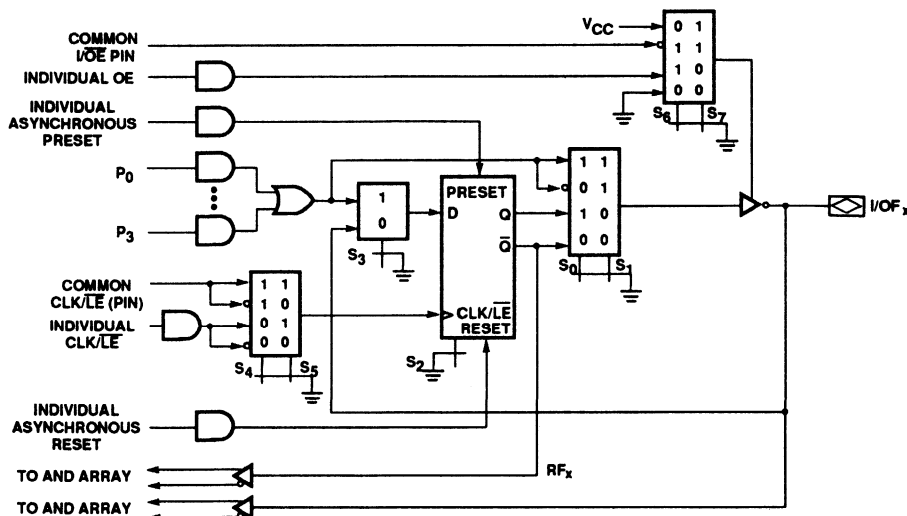 COMMON
I/OE PIN
INDIVIDUAL OE
INDIVIDUAL
ASYNCHRONOUS
PRESET
P0
P3
COMMON
CLK/LE (PIN)
INDIVIDUAL
CLK/LE
INDIVIDUAL
ASYNCHRONOUS
RESET
TO AND ARRAY
TO AND ARRAY
1 1
1 0
0 1
0 0
S4 S5
1
0
S3
PRESET
D Q
Q
CLK/LE
RESET
S2
1 1
0 1
1 0
0 0
S0 S1
VCC
0 1
1 1
1 0
0 0
S6 S7
I/OFx
RFx